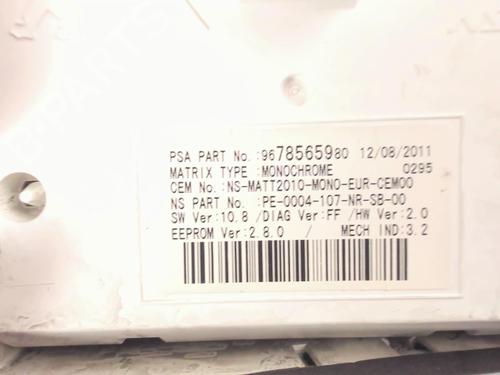 PSA PART No.:9678565980 12/08/2011
MATRIX TYPE :MONOCHROME 0295
CEM No.:NS-MATT2010-MONO-EUR-CEM00
NS PART No.:PE-0004-107-NR-SB-00
SW Ver:10.8 /DIAG Ver:FF /HW Ver:2.0
EEPROM Ver:2.8.0 / MECH IND:3.2